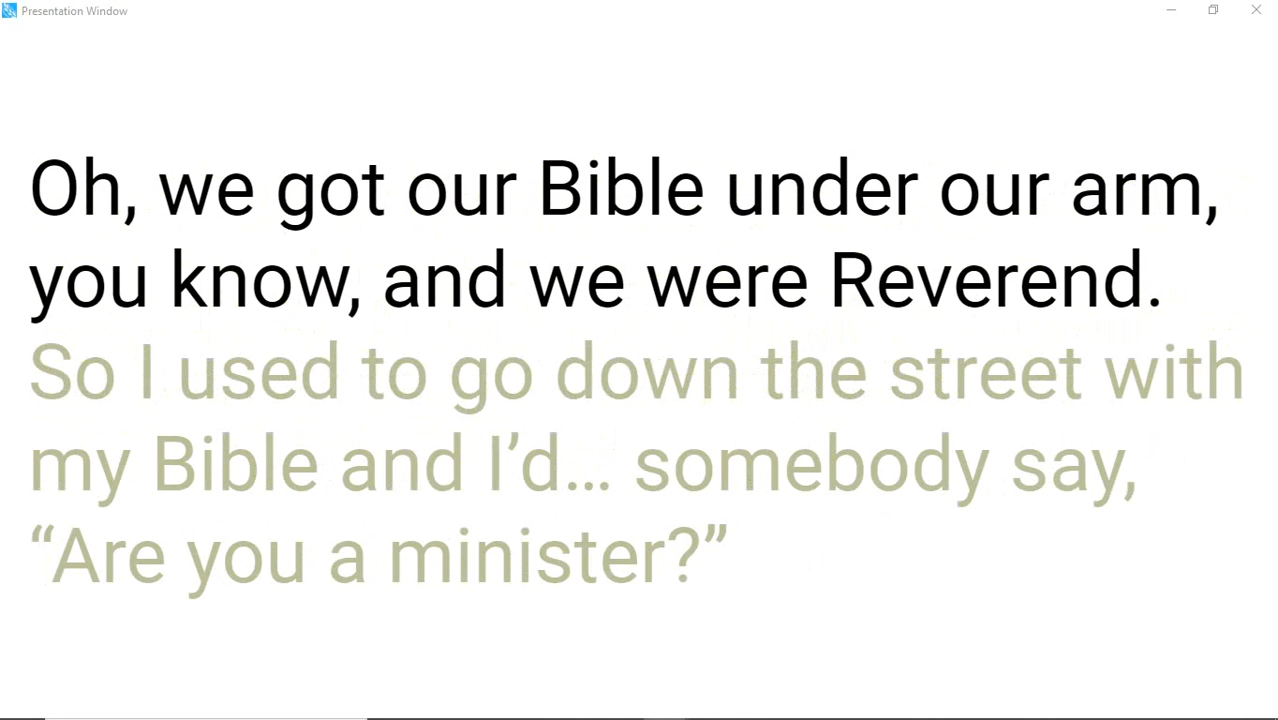 Presentation Window
Oh, we got our Bible under our arm,
you know, and we were Reverend.
So I used to go down the street with
my Bible and I’d… somebody say,
“Are you a minister?”